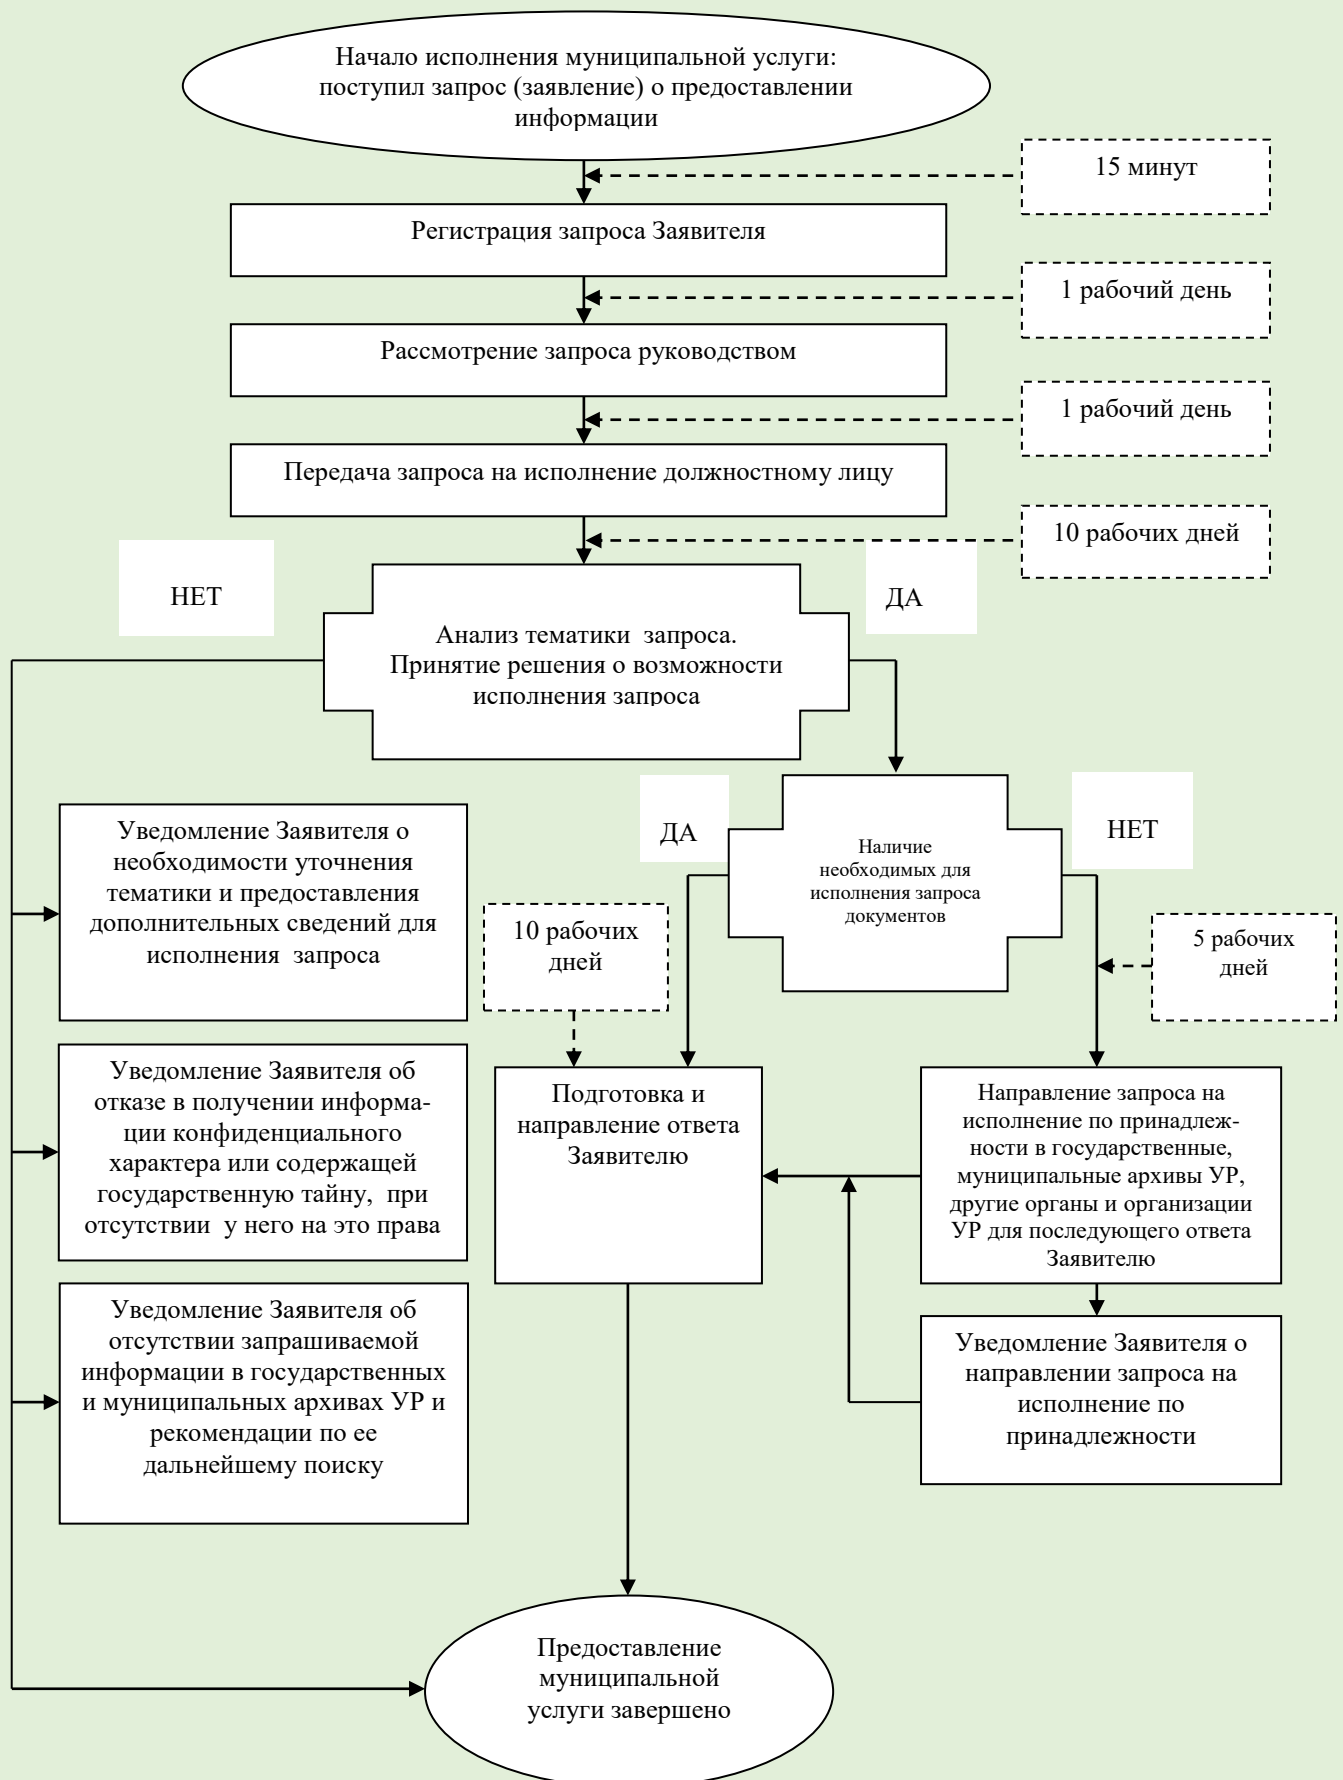 Начало исполнения муниципальной услуги:
поступил запрос (заявление) о предоставлении
информации
15 минут
Регистрация запроса Заявителя
1 рабочий день
Рассмотрение запроса руководством
1 рабочий день
Передача запроса на исполнение должностному лицу
10 рабочих дней
НЕТ
ДА
Анализ тематики запроса.
Принятие решения о возможности
исполнения запроса
ДА
НЕТ
Наличие
необходимых для
исполнения запроса
документов
Уведомление Заявителя о
необходимости уточнения
тематики и предоставления
дополнительных сведений для
исполнения запроса
10 рабочих
дней
5 рабочих
дней
Уведомление Заявителя об
отказе в получении информа-
ции конфиденциального
характера или содержащей
государственную тайну, при
отсутствии у него на это права
Подготовка и
направление ответа
Заявителю
Направление запроса на
исполнение по принадлеж-
ности в государственные,
муниципальные архивы УР,
другие органы и организации
УР для последующего ответа
Заявителю
Уведомление Заявителя об
отсутствии запрашиваемой
информации в государственных
и муниципальных архивах УР и
рекомендации по ее
дальнейшему поиску
Уведомление Заявителя о
направлении запроса на
исполнение по
принадлежности
Предоставление
муниципальной
услуги завершено